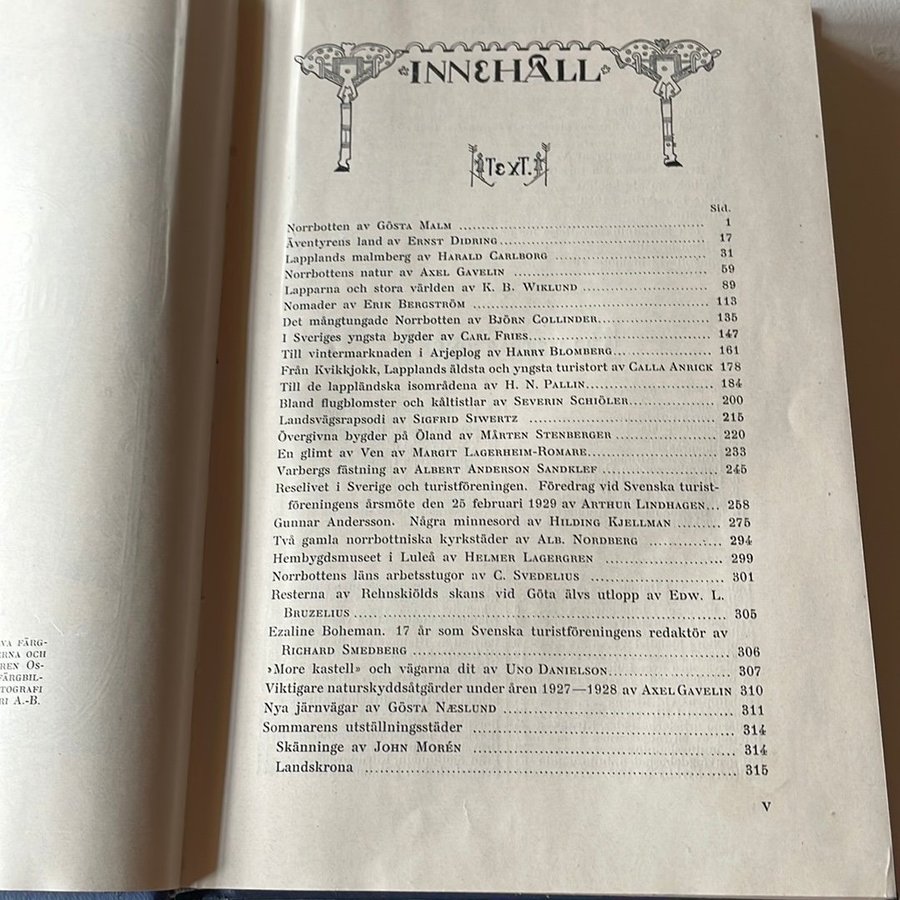 VA FÄRG-
ERNA OCH
REN OS-
FÄRGBIL-
TOGRAFI
RI A.-B.
INNEHÅLL
TEXT.
Sid.
Norrbotten av GÖSTA MALM 1
Äventyrens land av ERNST DIDRING 17
Lapplands malmberg av HARALD CARLBORG 31
Norrbottens natur av AXEL GAVELIN 59
Lapparna och stora världen av K. B. WIKLUND 89
Nomader av ERIK BERGSTRÖM 113
Det mångtungade Norrbotten av BJÖRN COLLINDER 135
I Sveriges yngsta bygder av CARL FRIES 147
Till vintermarknaden i Arjeplog av HARRY BLOMBERG 161
Från Kvikkjokk, Lapplands äldsta och yngsta turistort av CALLA ANRICK 178
Till de lappländska isområdena av H. N. PALLIN 184
Bland flugblomster och kåltistlar av SEVERIN SCHIÖLER 200
Landsvägsrapsodi av SIGFRID SIWERTZ 215
Övergivna bygder på Öland av MÅRTEN STENBERGER 220
En glimt av Ven av MARGIT LAGERHEIM-ROMARE 233
Varbergs fästning av ALBERT ANDERSON SANDKLEF 245
Reselivet i Sverige och turistföreningen. Föredrag vid Svenska turist-
föreningens årsmöte den 25 februari 1929 av ARTHUR LINDHAGEN 258
Gunnar Andersson. Några minnesord av HILDING KJELLMAN 275
Två gamla norrbottniska kyrkstäder av ALB. NORDBERG 294
Hembygdsmuseet i Luleå av HELMER LAGERGREN 299
Norrbottens läns arbetsstugor av C. SVEDELIUS 301
Resterna av Rehnskiölds skans vid Göta älvs utlopp av EDW. L.
BRUZELIUS 305
Ezaline Boheman. 17 år som Svenska turistföreningens redaktör av
RICHARD SMEDBERG 306
»More kastell» och vägarna dit av UNO DANIELSON 307
Viktigare naturskyddsåtgärder under åren 1927—1928 av AXEL GAVELIN 310
Nya järnvägar av GÖSTA NÆSLUND 311
Sommarens utställningsstäder 314
Skänninge av JOHN MORÉN 314
Landskrona 315
V